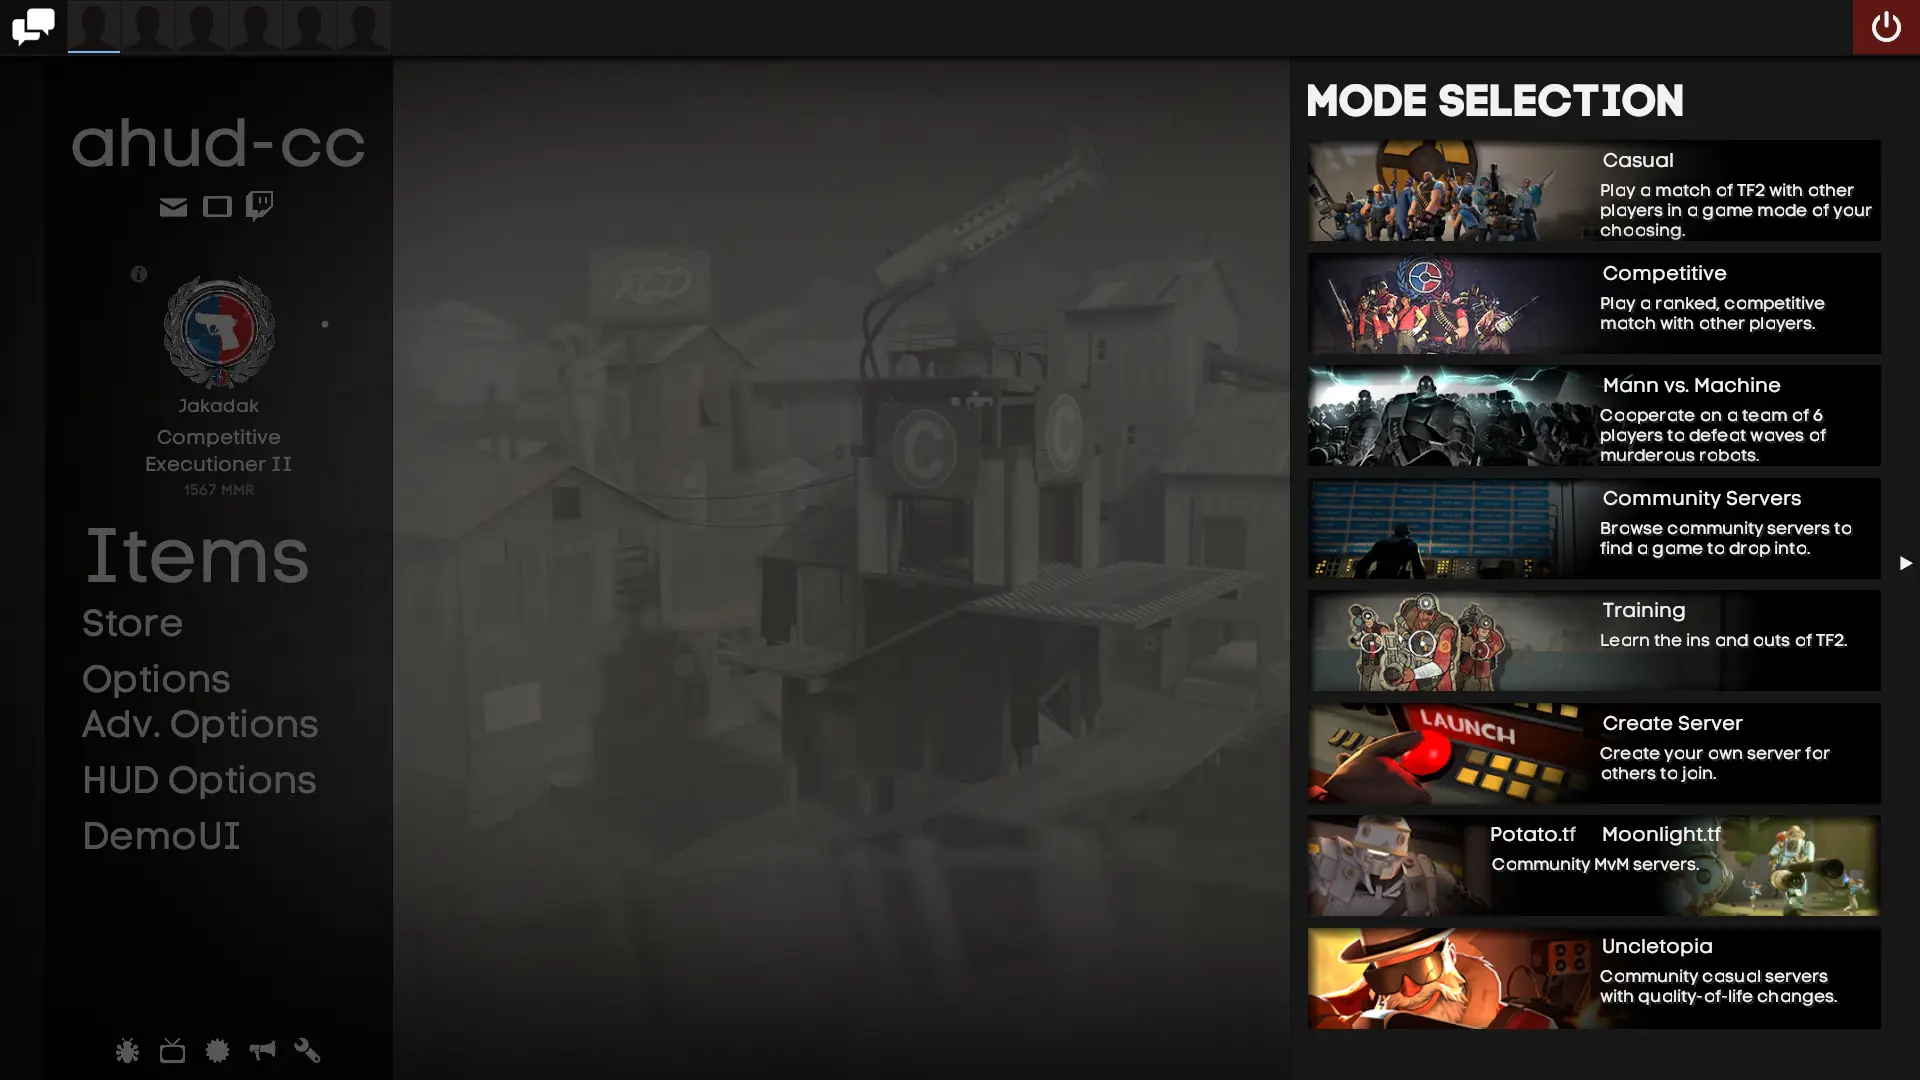 ahud-cc
Jakadak
Competitive
Executioner II
1567 MMR
Items
Store
Options
Adv. Options
HUD Options
DemoUI
RED
C
C
MODE SELECTION
Casual
Play a match of TF2 with other
players in a game mode of your
choosing.
Competitive
Play a ranked, competitive
match with other players.
Mann vs. Machine
Cooperate on a team of 6
players to defeat waves of
murderous robots.
Community Servers
Browse community servers to
find a game to drop into.
Training
Learn the ins and outs of TF2.
LAUNCH
Create Server
Create your own server for
others to join.
Potato.tf Moonlight.tf
Community MvM servers.
Uncletopia
Community casual servers
with quality-of-life changes.